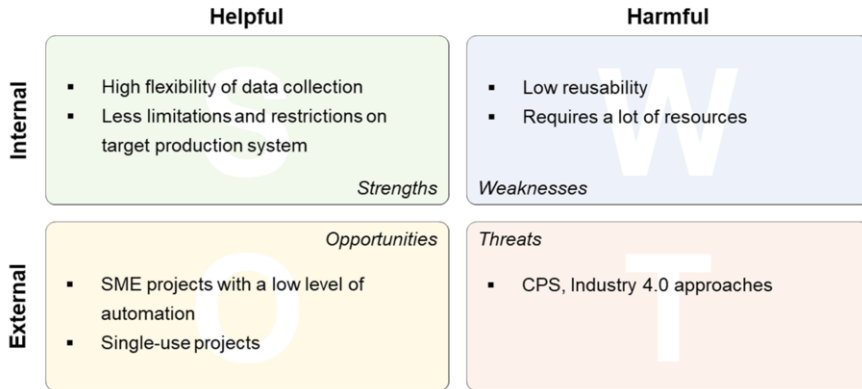 Helpful
Harmful
Internal
S
▪ High flexibility of data collection
▪ Less limitations and restrictions on
target production system
Strengths
W
▪ Low reusability
▪ Requires a lot of resources
Weaknesses
External
O
Opportunities
▪ SME projects with a low level of
automation
▪ Single-use projects
T
Threats
▪ CPS, Industry 4.0 approaches